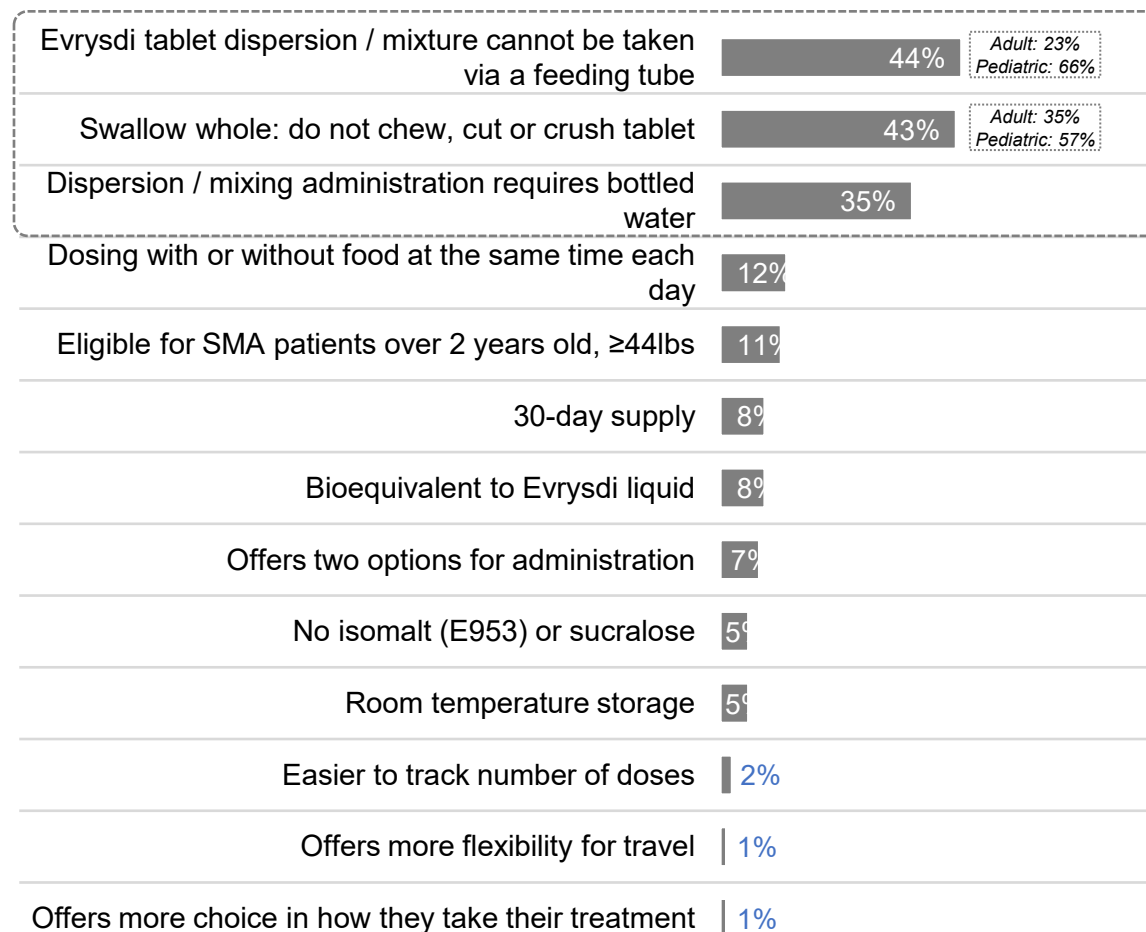 Evrysdi tablet dispersion / mixture cannot be taken
via a feeding tube
44%
Adult: 23%
Pediatric: 66%
Swallow whole: do not chew, cut or crush tablet
43%
Adult: 35%
Pediatric: 57%
Dispersion / mixing administration requires bottled
water
35%
Dosing with or without food at the same time each
day
12%
Eligible for SMA patients over 2 years old, ≥44lbs
11%
30-day supply
8%
Bioequivalent to Evrysdi liquid
8%
Offers two options for administration
7%
No isomalt (E953) or sucralose
5%
Room temperature storage
5%
Easier to track number of doses
2%
Offers more flexibility for travel
1%
Offers more choice in how they take their treatment
1%